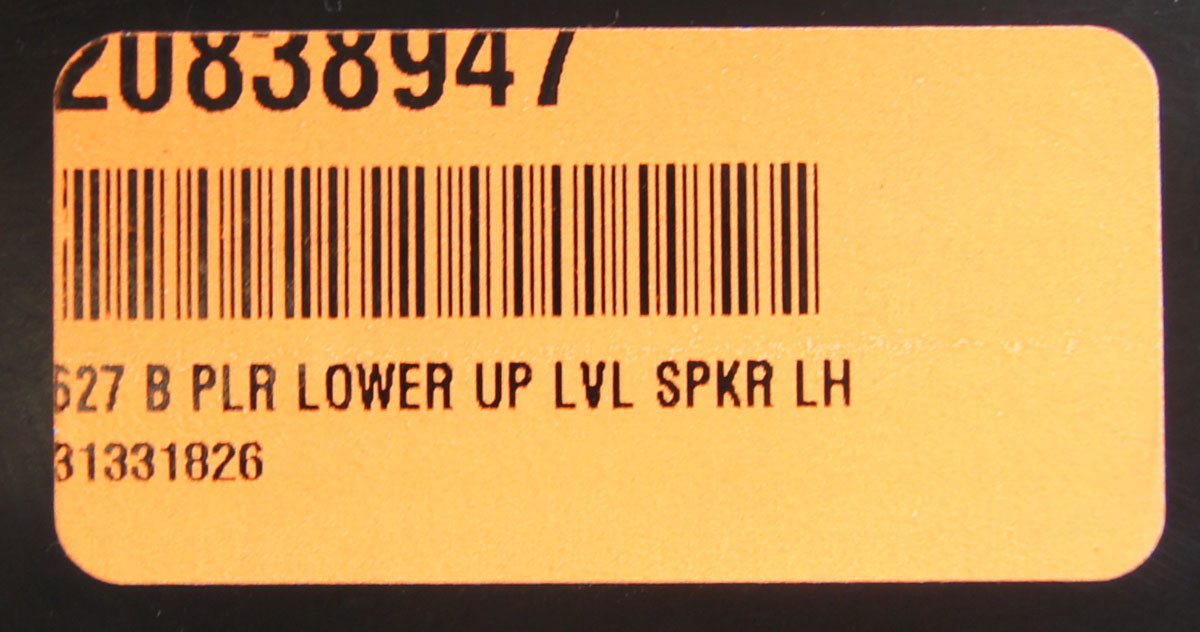 20838947
627 B PLR LOWER UP LVL SPKR LH
31331826